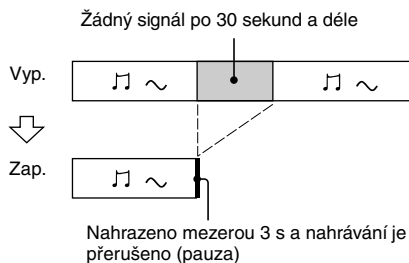 Žádný signál po 30 sekund a déle
Vyp.
Zap.
Nahrazeno mezerou 3 s a nahrávání je
přerušeno (pauza)